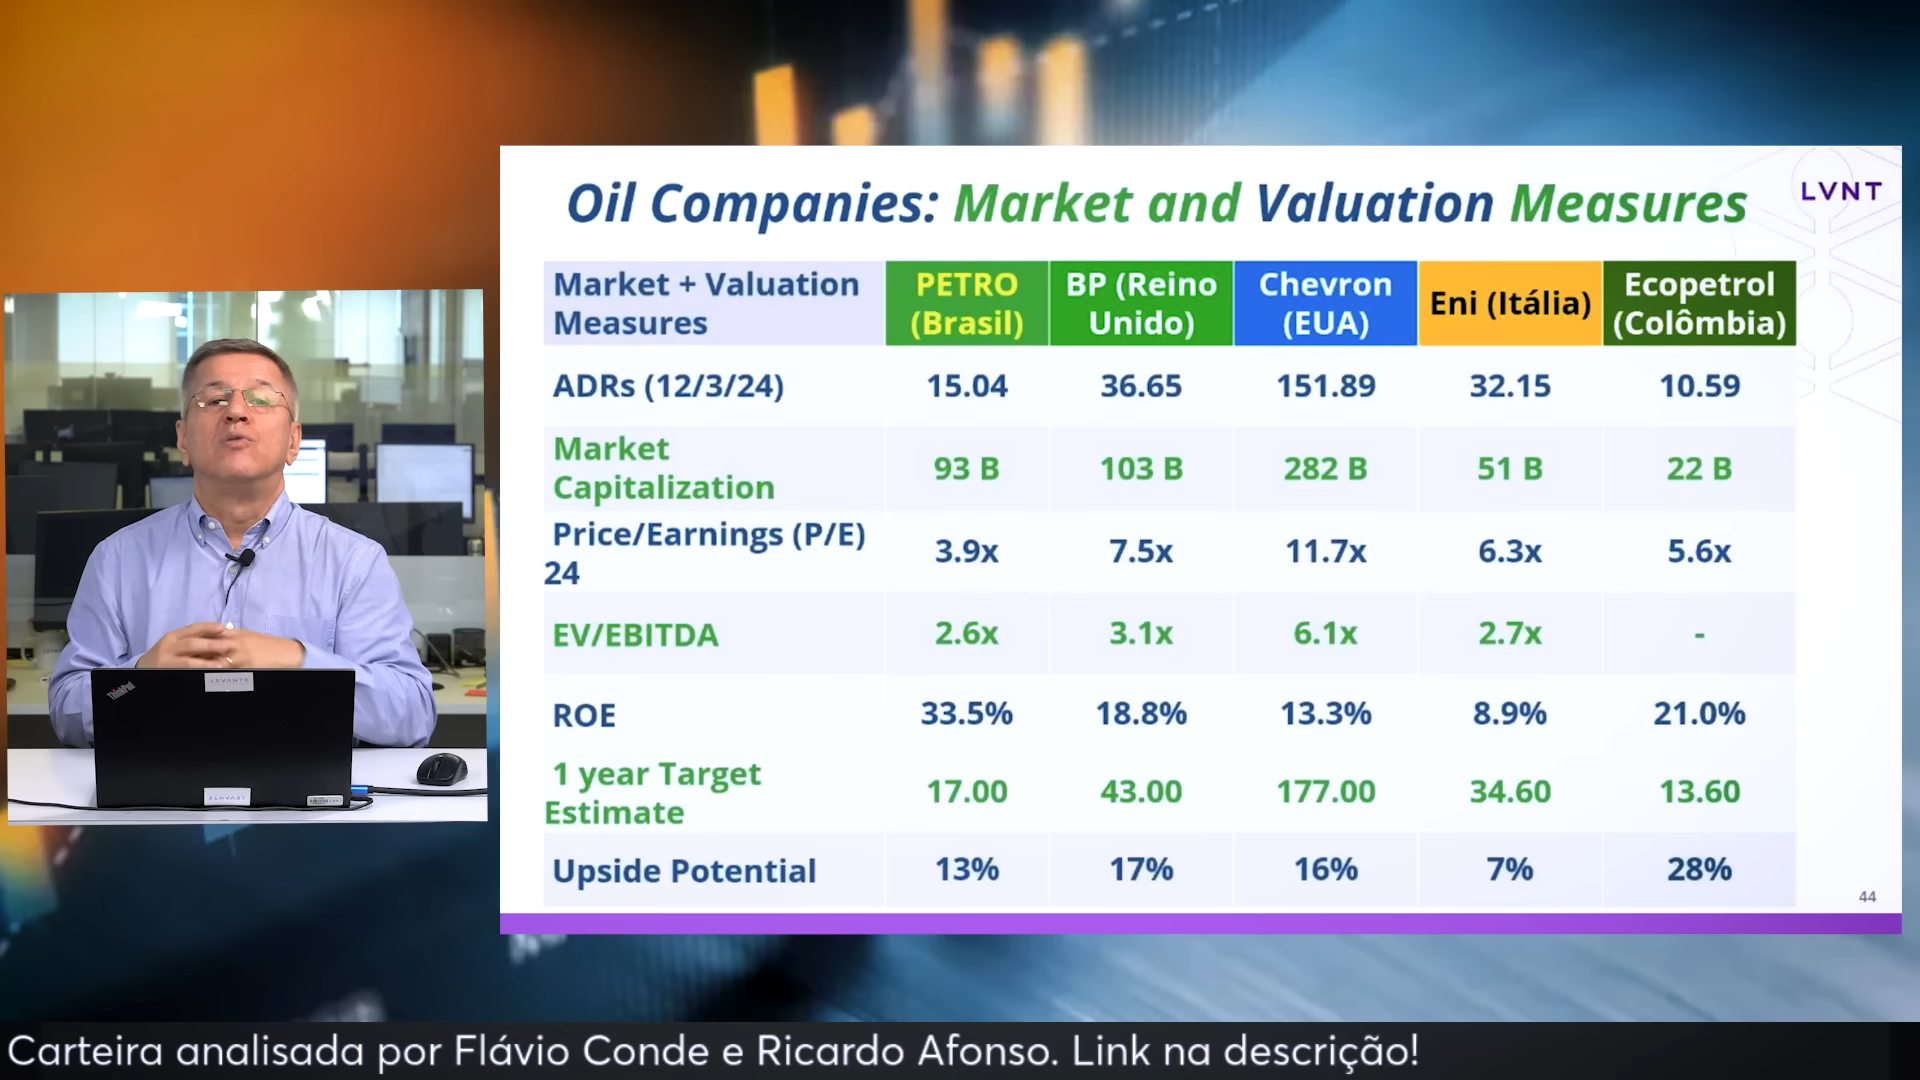 Oil Companies: Market and Valuation Measures
LVNT
Market + Valuation
Measures
PETRO
(Brasil)
BP (Reino
Unido)
Chevron
(EUA)
Eni (Itália)
Ecopetrol
(Colômbia)
ADRs (12/3/24) 15.04 36.65 151.89 32.15 10.59
Market
Capitalization
93 B 103 B 282 B 51 B 22 B
Price/Earnings (P/E)
24
3.9x 7.5x 11.7x 6.3x 5.6x
EV/EBITDA 2.6x 3.1x 6.1x 2.7x -
ROE 33.5% 18.8% 13.3% 8.9% 21.0%
1 year Target
Estimate
17.00 43.00 177.00 34.60 13.60
Upside Potential 13% 17% 16% 7% 28%
44
ThinkPad
LEVANTE
LEVANTE
Carteira analisada por Flávio Conde e Ricardo Afonso. Link na descrição!